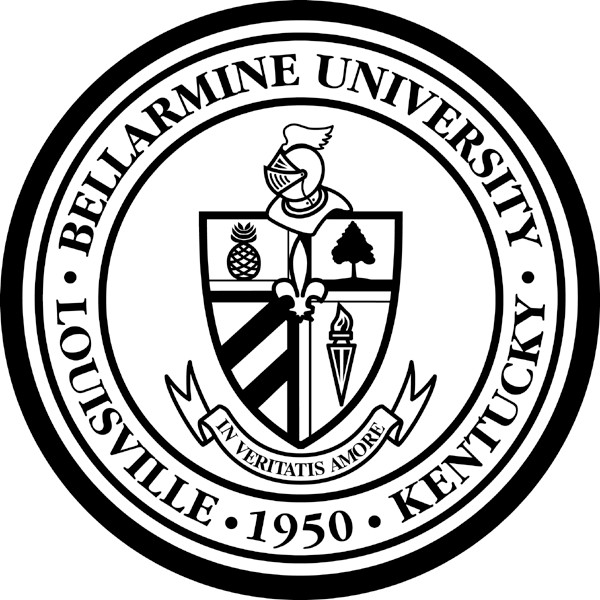 BELLARMINE UNIVERSITY
LOUISVILLE • 1950 • KENTUCKY
IN VERITATIS AMORE